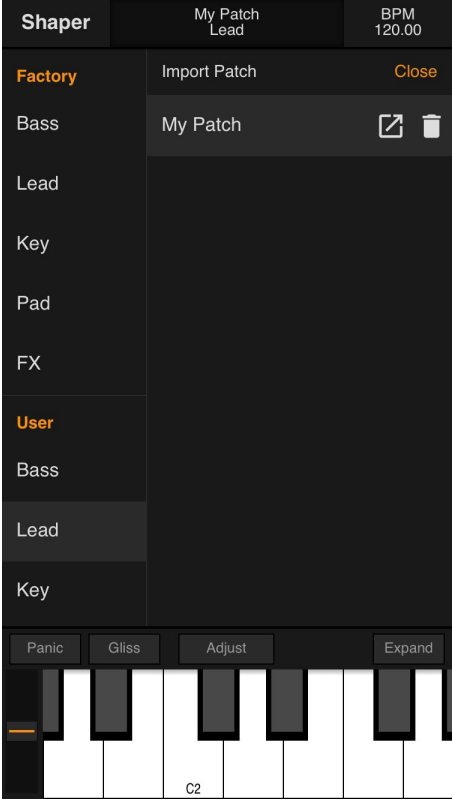 Shaper
My Patch
Lead
BPM
120.00
Factory
Bass
Lead
Key
Pad
FX
User
Bass
Lead
Key
Import Patch
Close
My Patch
Panic
Gliss
Adjust
Expand
C2